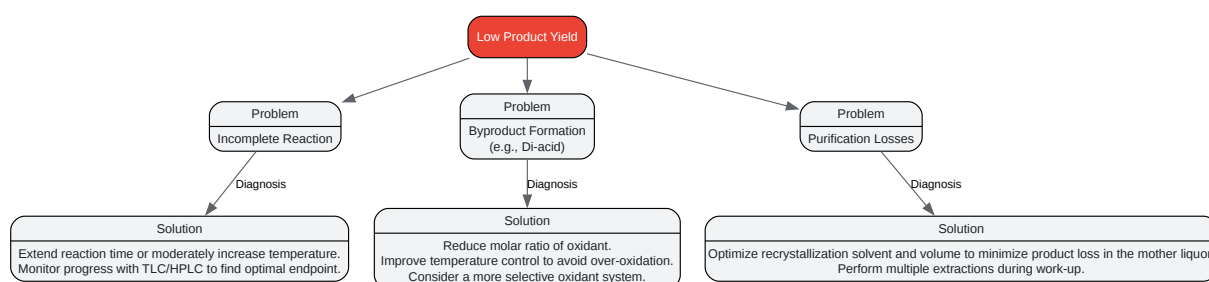 Low Product Yield
Problem
Incomplete Reaction
Problem
Byproduct Formation
(e.g., Di-acid)
Problem
Purification Losses
Diagnosis
Diagnosis
Diagnosis
Solution
Extend reaction time or moderately increase temperature.
Monitor progress with TLC/HPLC to find optimal endpoint.
Solution
Reduce molar ratio of oxidant.
Improve temperature control to avoid over-oxidation.
Consider a more selective oxidant system.
Solution
Optimize recrystallization solvent and volume to minimize product loss in the mother liquor
Perform multiple extractions during work-up.